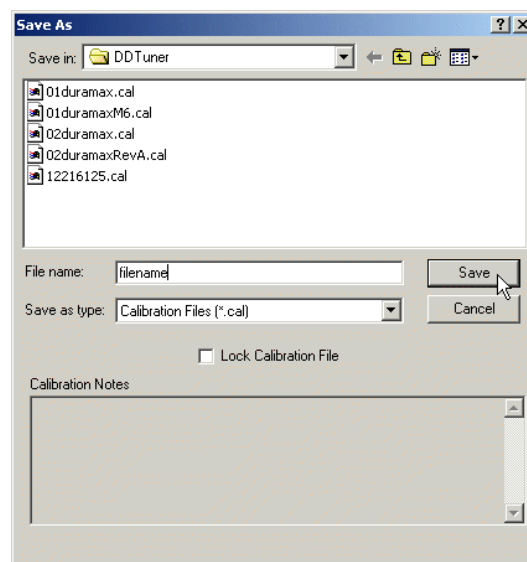 Save As
Save in: DDTuner
01duramax.cal
01duramaxM6.cal
02duramax.cal
02duramaxRevA.cal
12216125.cal
File name: filename Save
Save as type: Calibration Files (*.cal) Cancel
Lock Calibration File
Calibration Notes